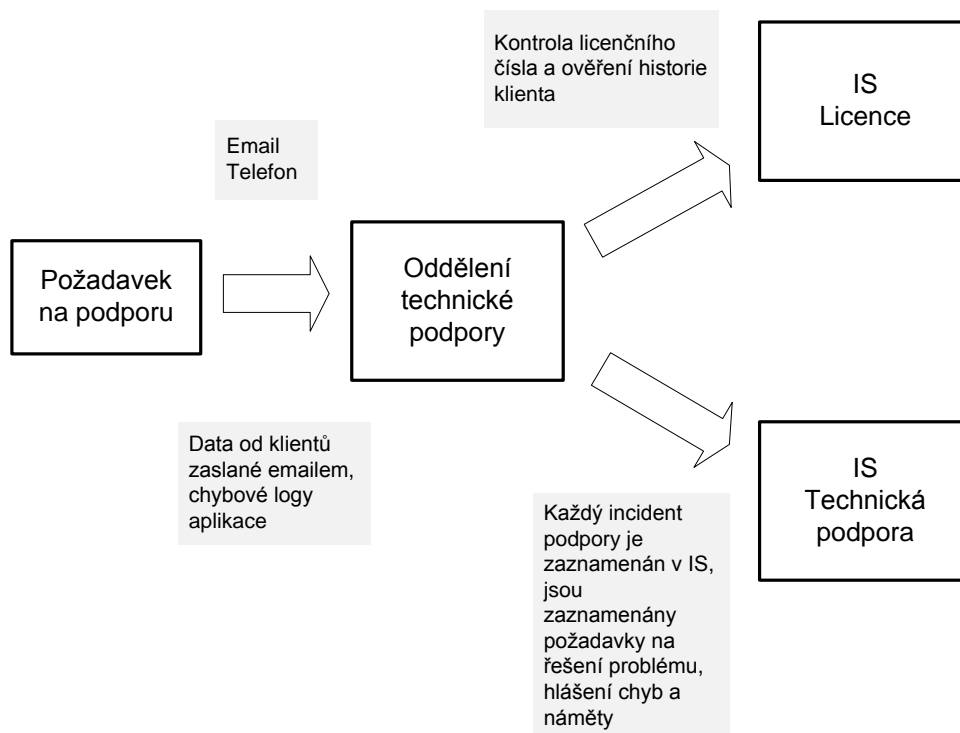 Kontrola licenčního
čísla a ověření historie
klienta
IS
Licence
Email
Telefon
Požadavek
na podporu
Oddělení
technické
podpory
Data od klientů
zaslané emailem,
chybové logy
aplikace
IS
Technická
podpora
Každý incident
podpory je
zaznamenán v IS,
jsou
zaznamenány
požadavky na
řešení problému,
hlášení chyb a
náměty